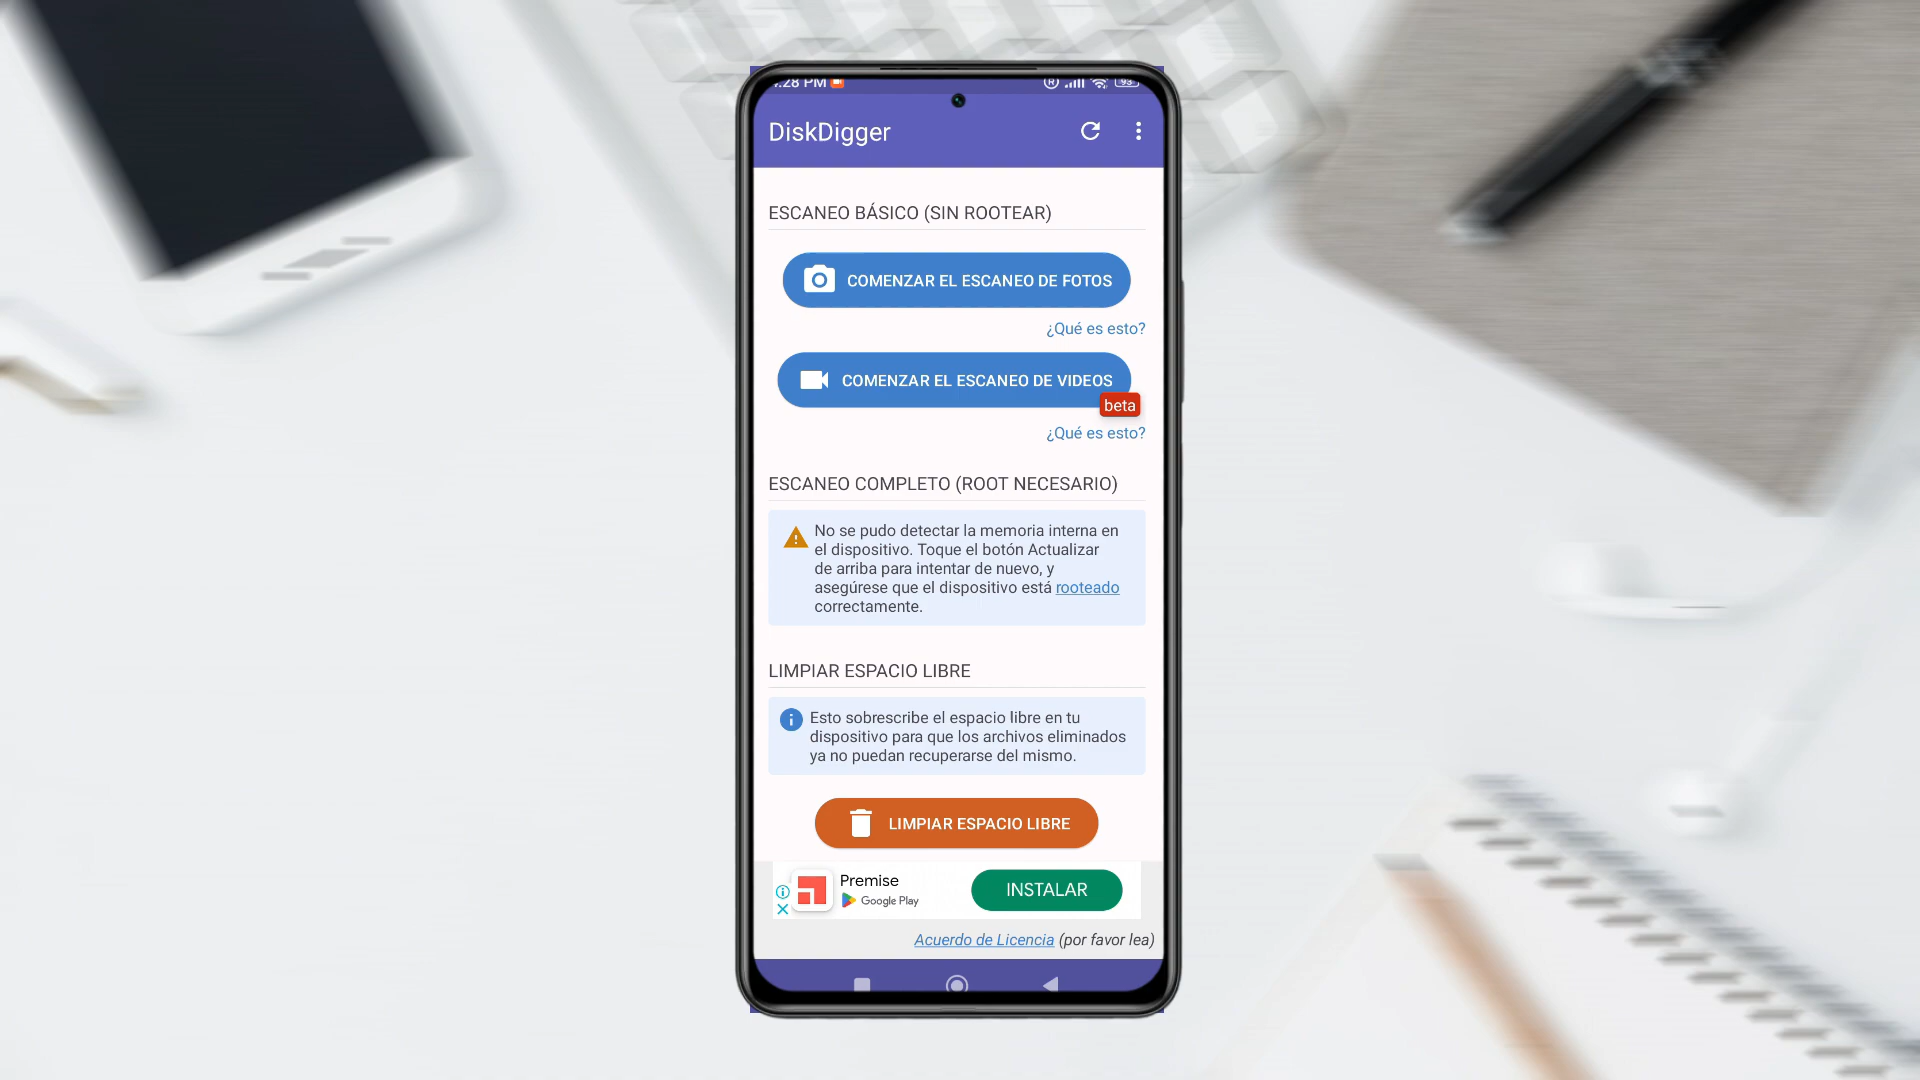 :28 PM
93
DiskDigger
ESCANEO BÁSICO (SIN ROOTEAR)
COMENZAR EL ESCANEO DE FOTOS
¿Qué es esto?
COMENZAR EL ESCANEO DE VIDEOS
beta
¿Qué es esto?
ESCANEO COMPLETO (ROOT NECESARIO)
No se pudo detectar la memoria interna en
el dispositivo. Toque el botón Actualizar
de arriba para intentar de nuevo, y
asegúrese que el dispositivo está rooteado
correctamente.
LIMPIAR ESPACIO LIBRE
Esto sobrescribe el espacio libre en tu
dispositivo para que los archivos eliminados
ya no puedan recuperarse del mismo.
LIMPIAR ESPACIO LIBRE
Premise
Google Play
INSTALAR
Acuerdo de Licencia (por favor lea)